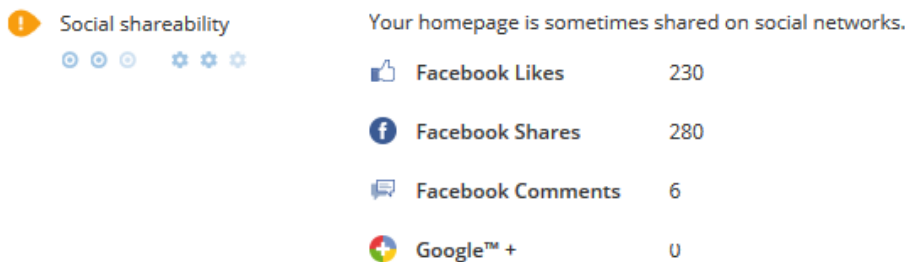 Social shareability
Your homepage is sometimes shared on social networks.
Facebook Likes 230
Facebook Shares 280
Facebook Comments 6
Google™ + 0